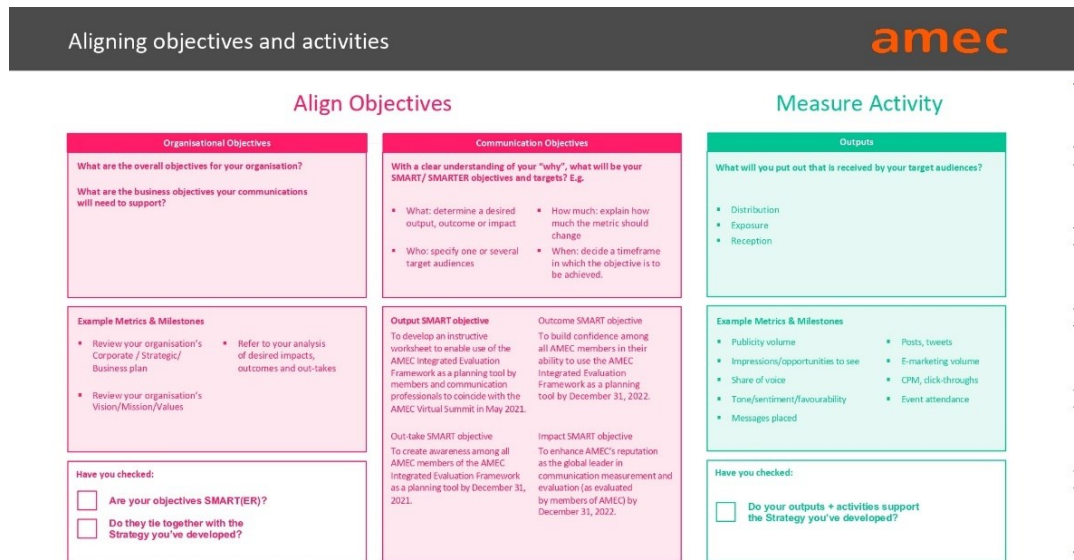 Aligning objectives and activities
amec
Align Objectives
Measure Activity
Organisational Objectives
What are the overall objectives for your organisation?
What are the business objectives your communications
will need to support?
Example Metrics & Milestones
▪ Review your organisation's
Corporate / Strategic/
Business plan
▪ Review your organisation's
Vision/Mission/Values
▪ Refer to your analysis
of desired impacts,
outcomes and out-takes
Have you checked:
Are your objectives SMART(ER)?
Do they tie together with the
Strategy you've developed?
Communication Objectives
With a clear understanding of your "why", what will be your
SMART/ SMARTER objectives and targets? E.g.
▪ What: determine a desired
output, outcome or impact
▪ Who: specify one or several
target audiences
▪ How much: explain how
much the metric should
change
▪ When: decide a timeframe
in which the objective is to
be achieved.
Output SMART objective
To develop an instructive
worksheet to enable use of the
AMEC Integrated Evaluation
Framework as a planning tool by
members and communication
professionals to coincide with the
AMEC Virtual Summit in May 2021.
Outcome SMART objective
To build confidence among
all AMEC members in their
ability to use the AMEC
Integrated Evaluation
Framework as a planning
tool by December 31, 2022.
Out-take SMART objective
To create awareness among all
AMEC members of the AMEC
Integrated Evaluation Framework
as a planning tool by December 31,
2021.
Impact SMART objective
To enhance AMEC's reputation
as the global leader in
communication measurement and
evaluation (as evaluated
by members of AMEC) by
December 31, 2022.
Outputs
What will you put out that is received by your target audiences?
▪ Distribution
▪ Exposure
▪ Reception
Example Metrics & Milestones
▪ Publicity volume
▪ Impressions/opportunities to see
▪ Share of voice
▪ Tone/sentiment/favourability
▪ Messages placed
▪ Posts, tweets
▪ E-marketing volume
▪ CPM, click-throughs
▪ Event attendance
Have you checked:
Do your outputs + activities support
the Strategy you've developed?